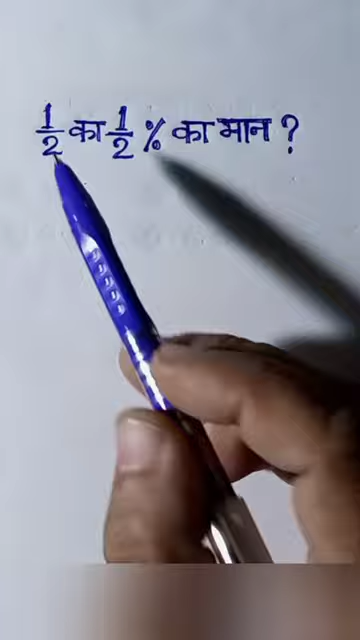 1/2 का 1/2 % का मान ?